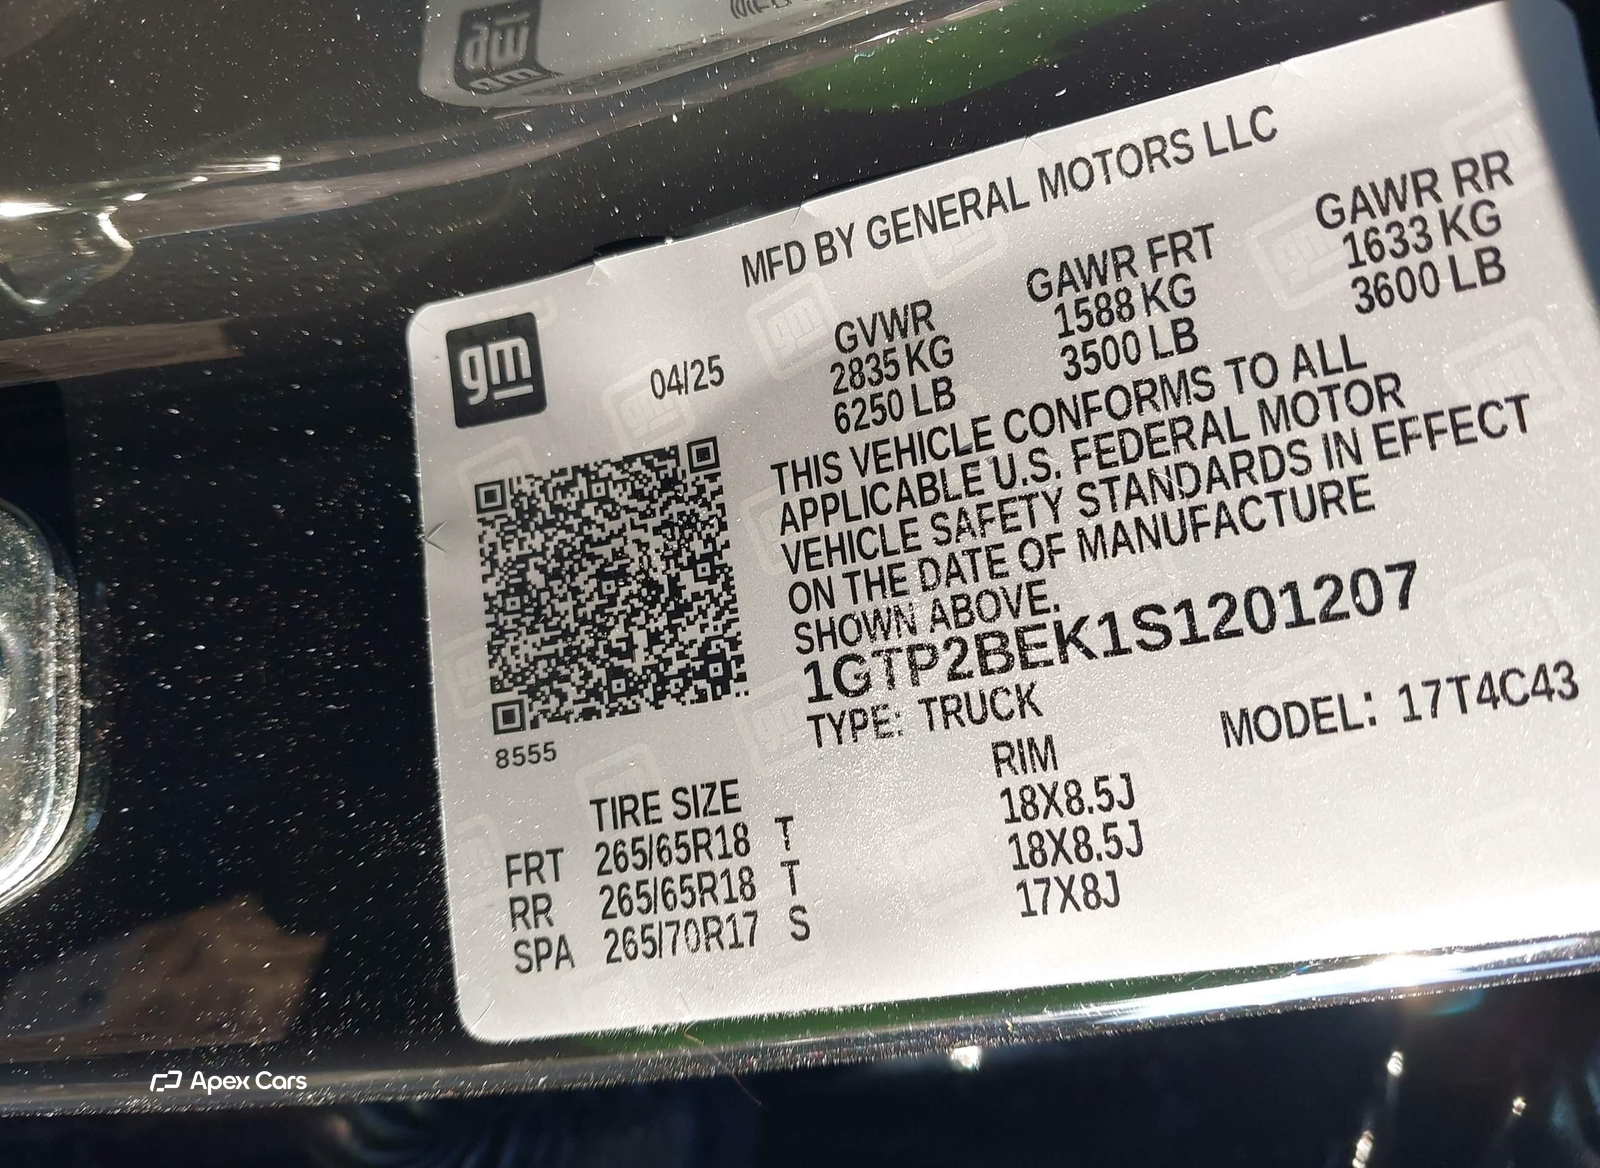 MFD BY GENERAL MOTORS LLC
gm
04/25
GVWR GAWR FRT GAWR RR
2835 KG 1588 KG 1633 KG
6250 LB 3500 LB 3600 LB
THIS VEHICLE CONFORMS TO ALL
APPLICABLE U.S. FEDERAL MOTOR
VEHICLE SAFETY STANDARDS IN EFFECT
ON THE DATE OF MANUFACTURE
SHOWN ABOVE.
1GTP2BEK1S1201207
TYPE: TRUCK MODEL: 17T4C43
8555
TIRE SIZE RIM
FRT 265/65R18 T 18X8.5J
RR 265/65R18 T 18X8.5J
SPA 265/70R17 S 17X8J
Apex Cars